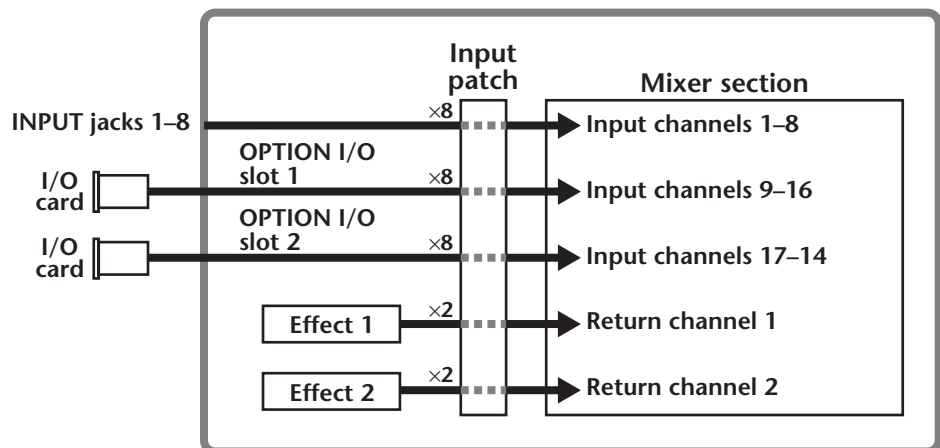 Input
patch
Mixer section
INPUT jacks 1–8
×8
Input channels 1–8
OPTION I/O
slot 1
I/O
card
×8
Input channels 9–16
OPTION I/O
slot 2
I/O
card
×8
Input channels 17–14
Effect 1
×2
Return channel 1
Effect 2
×2
Return channel 2